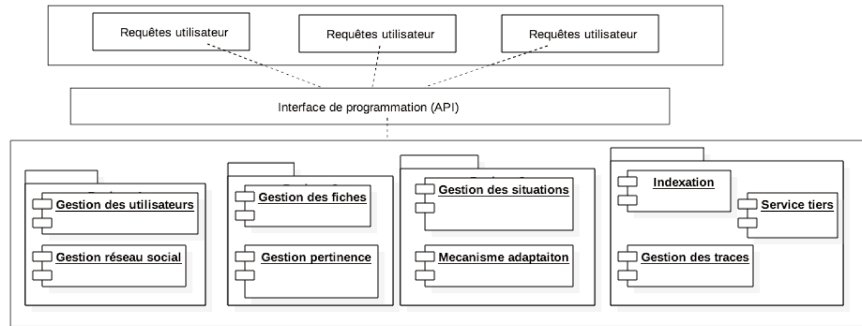 Requêtes utilisateur
Requêtes utilisateur
Requêtes utilisateur
Interface de programmation (API)
Gestion des utilisateurs
Gestion réseau social
Gestion des fiches
Gestion pertinence
Gestion des situations
Mecanisme adaptaiton
Indexation
Service tiers
Gestion des traces